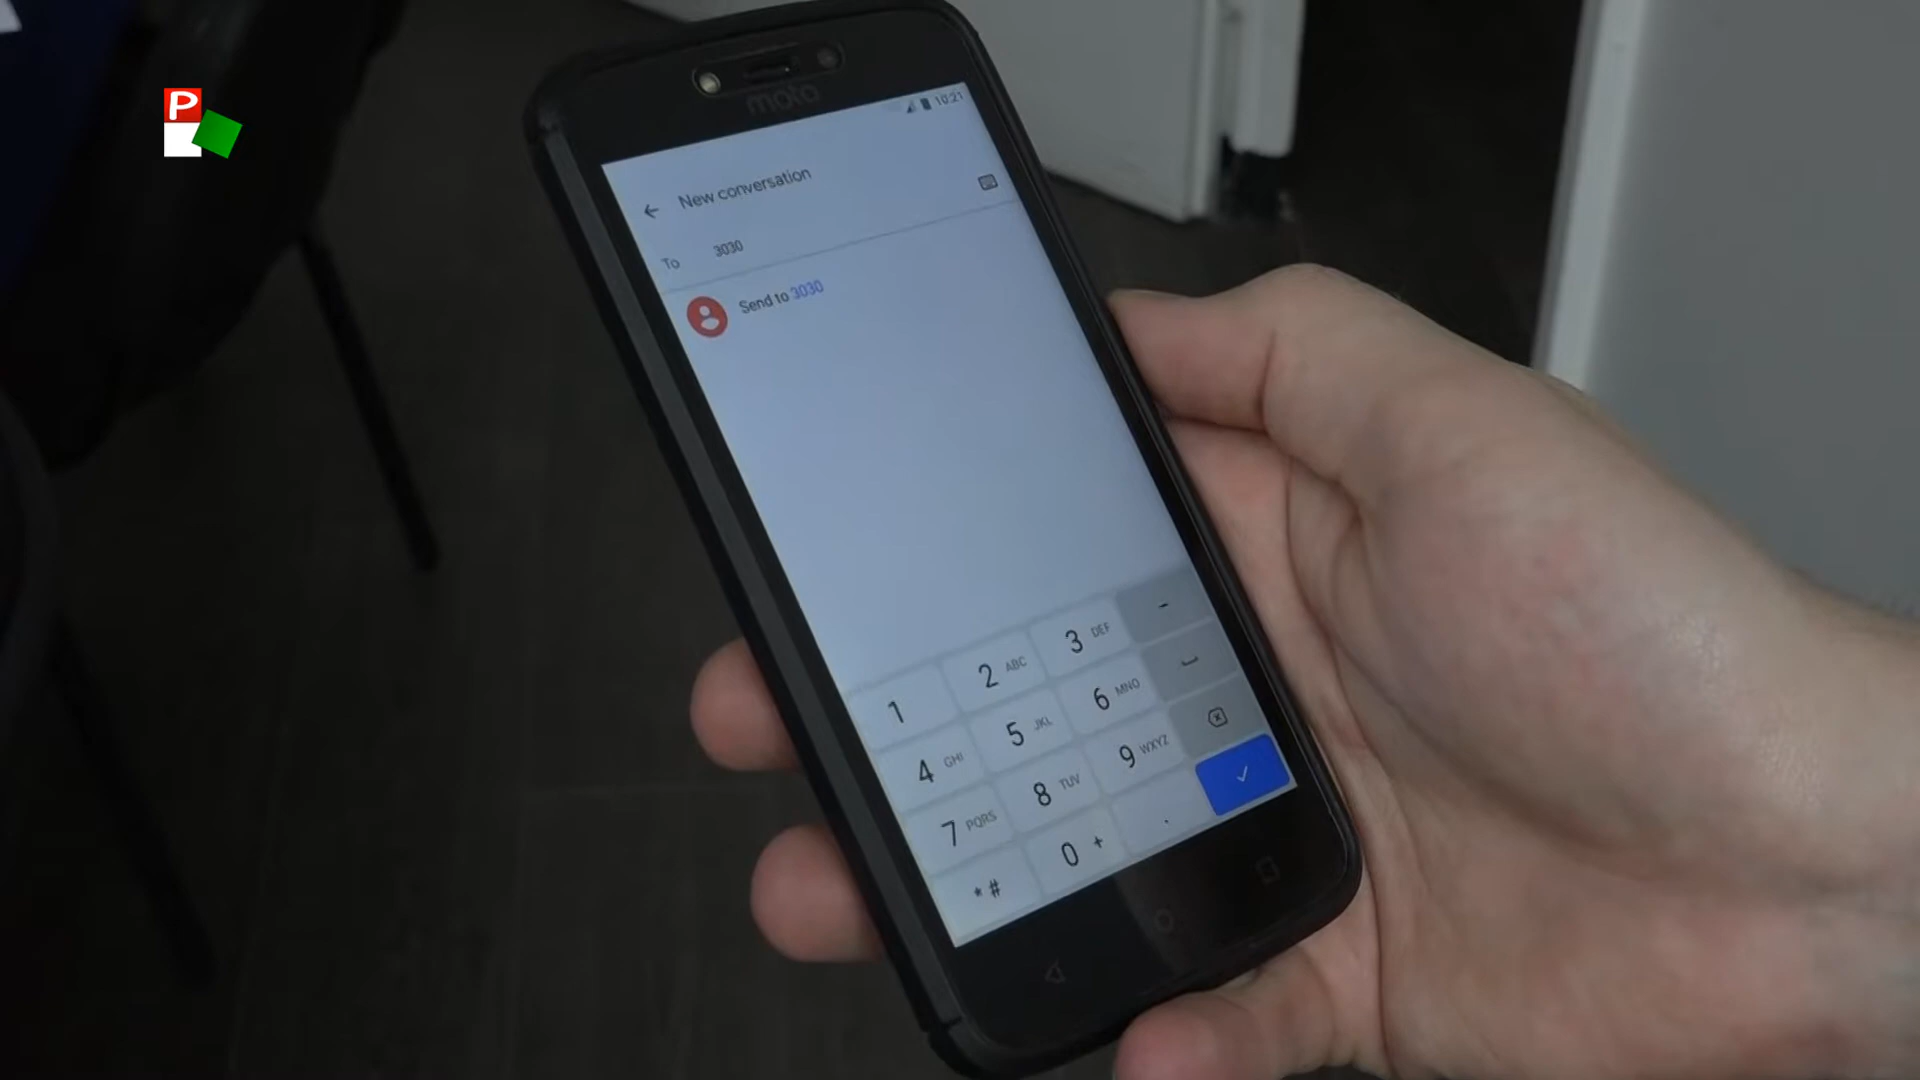 P
moto
10:21
← New conversation
To 3030
Send to 3030
1
2 ABC
3 DEF
-
4 GHI
5 JKL
6 MNO
7 PQRS
8 TUV
9 WXYZ
* #
0 +
.